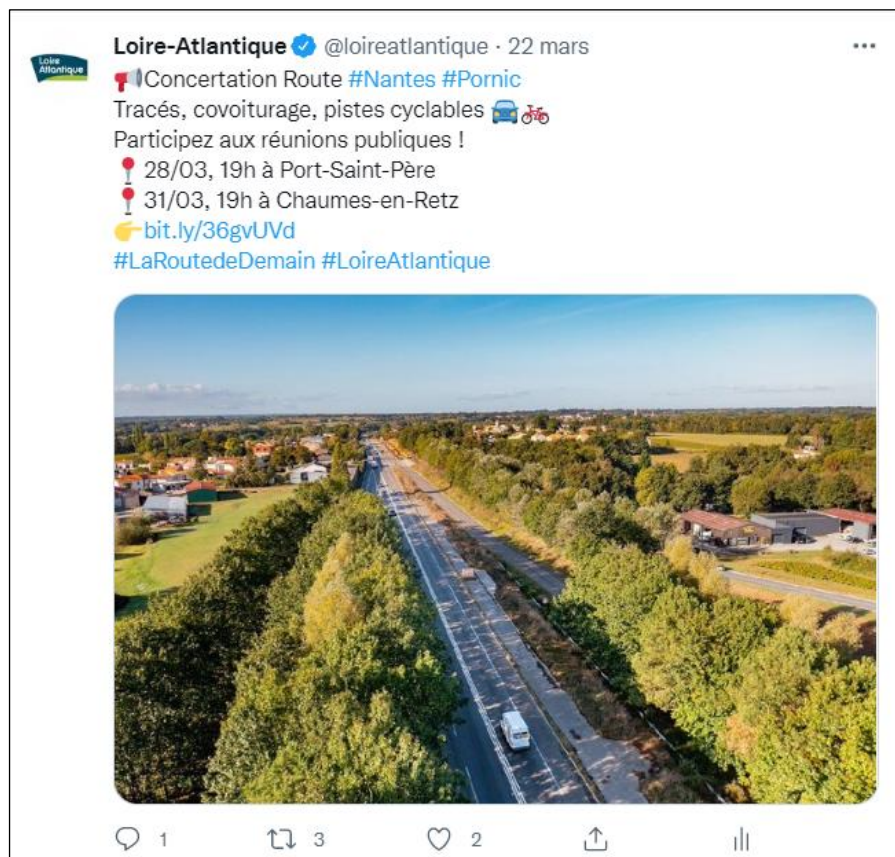 Loire-Atlantique @loireatlantique · 22 mars
Loire
Atlantique
📢Concertation Route #Nantes #Pornic
Tracés, covoiturage, pistes cyclables 🚘🚲
Participez aux réunions publiques !
📍 28/03, 19h à Port-Saint-Père
📍 31/03, 19h à Chaumes-en-Retz
👉bit.ly/36gvUVd
#LaRoutedeDemain #LoireAtlantique
1 3 2